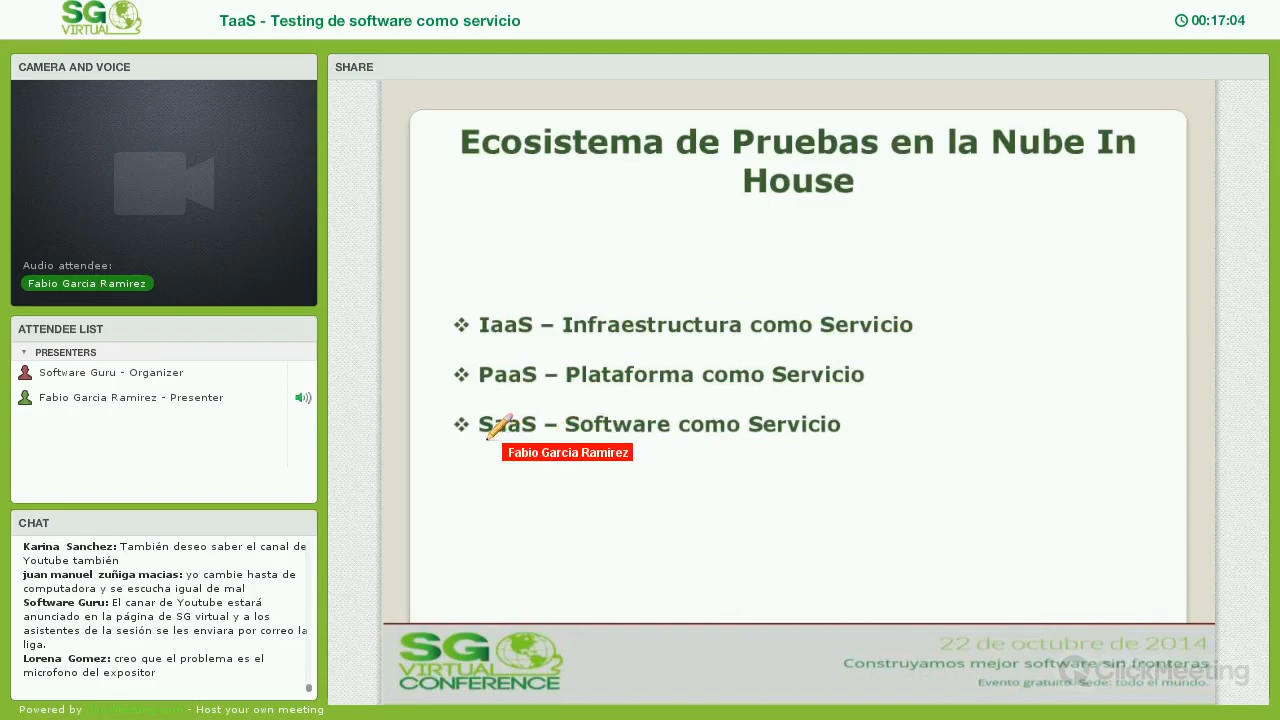 SG
VIRTUAL
TaaS - Testing de software como servicio
00:17:04
CAMERA AND VOICE
Audio attendee:
Fabio Garcia Ramirez
ATTENDEE LIST
PRESENTERS
Software Guru - Organizer
Fabio Garcia Ramirez - Presenter
CHAT
Karina Sanchez: También deseo saber el canal de
Youtube también
juan manuel zuñiga macias: yo cambie hasta de
computadora y se escucha igual de mal
Software Guru: El canar de Youtube estará
anunciado en la página de SG virtual y a los
asistentes de la sesión se les enviara por correo la
liga.
Lorena Gomez: creo que el problema es el
microfono del expositor
Powered by ClickMeeting.com - Host your own meeting
SHARE
Ecosistema de Pruebas en la Nube In
House
❖ IaaS – Infraestructura como Servicio
❖ PaaS – Plataforma como Servicio
❖ SaaS – Software como Servicio
Fabio Garcia Ramirez
SG
VIRTUAL
CONFERENCE
22 de octubre de 2014
Construyamos mejor software sin fronteras
Evento gratuito. Sede: todo el mundo.
ClickMeeting